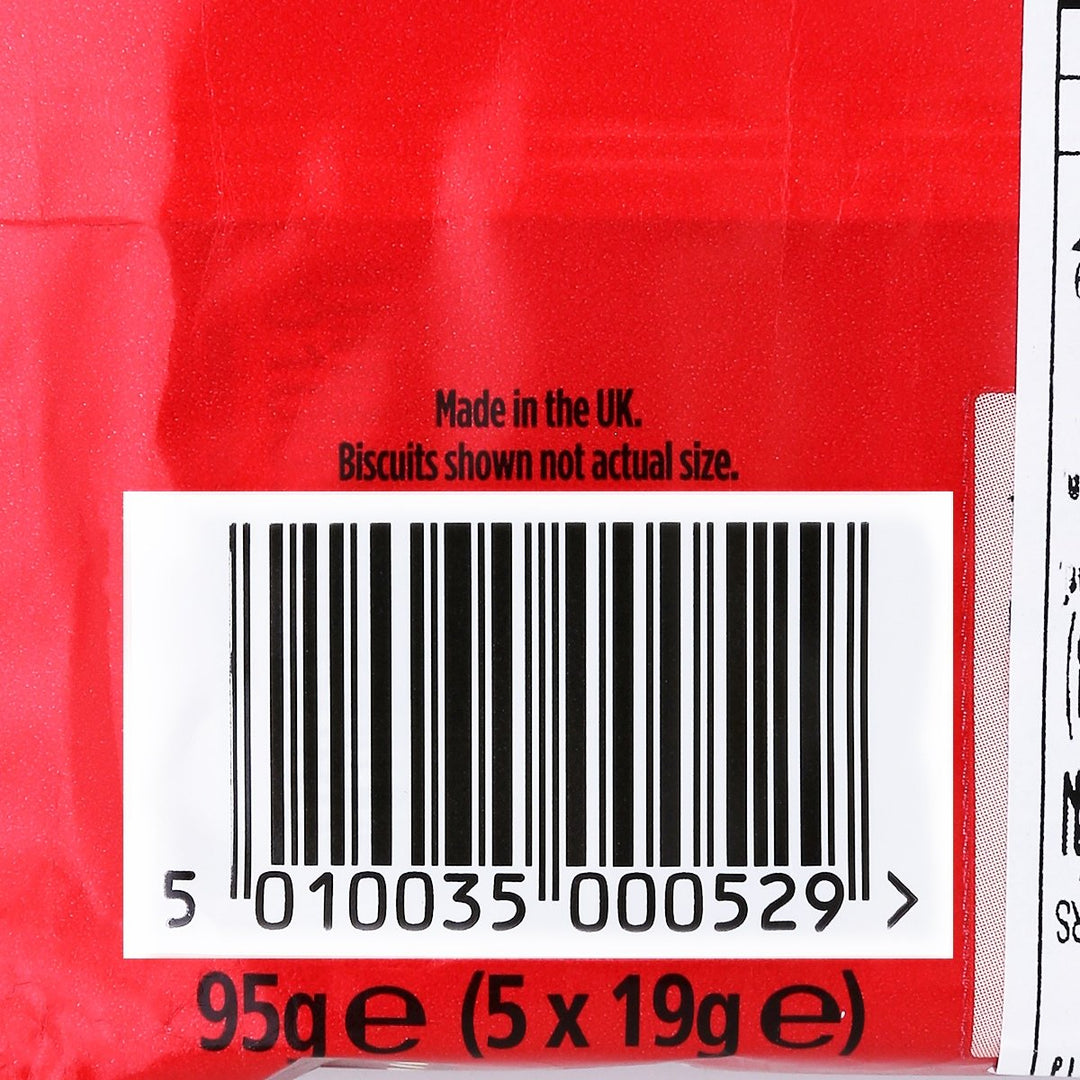 Made in the UK.
Biscuits shown not actual size.
5 010035 000529 >
95g ℮ (5 x 19g ℮)